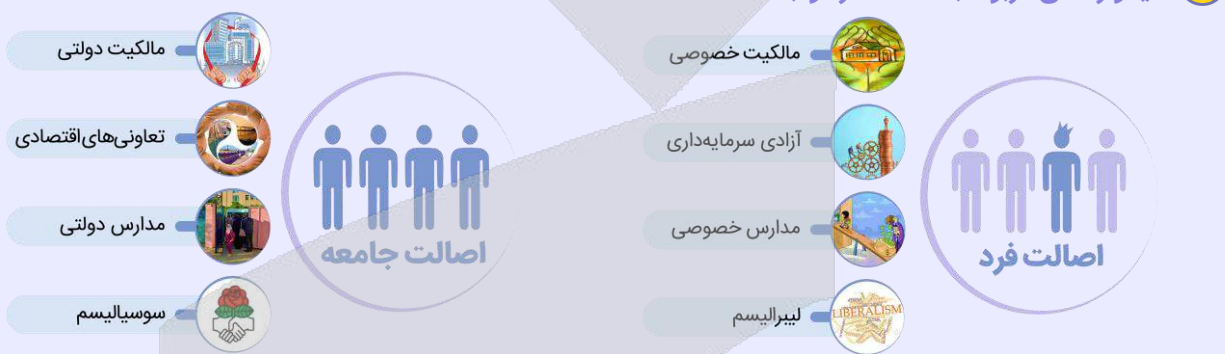 مالکیت خصوصی
آزادی سرمایه‌داری
مدارس خصوصی
لیبرالیسم
LIBERALISM
اصالت فرد
مالکیت دولتی
تعاونی‌های اقتصادی
مدارس دولتی
سوسیالیسم
اصالت جامعه